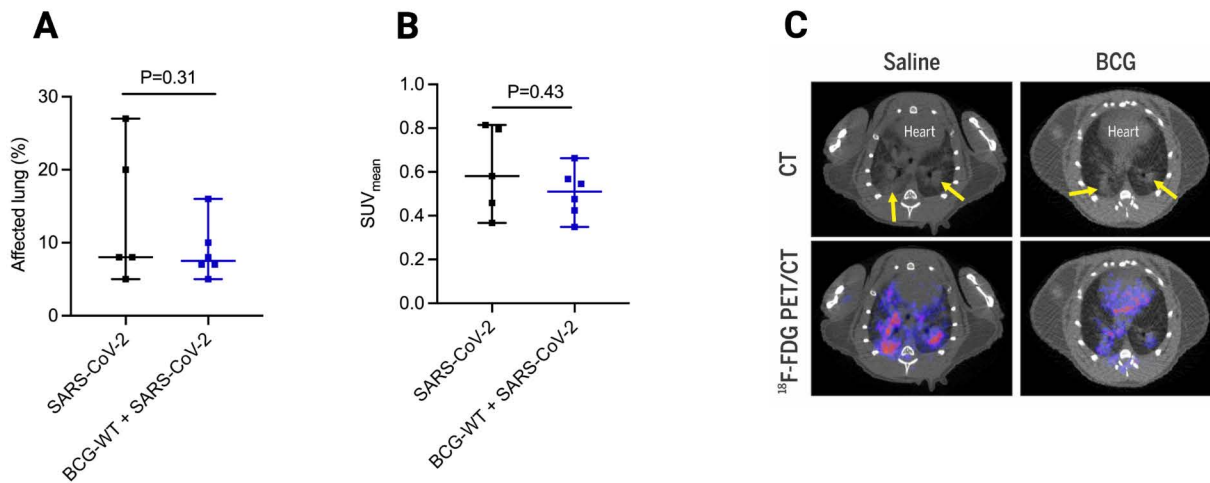 A
P=0.31
30
20
10
0
Affected lung (%)
SARS-CoV-2
BCG-WT + SARS-CoV-2
B
P=0.43
1.0
0.8
0.6
0.4
0.2
0.0
SUVmean
SARS-CoV-2
BCG-WT + SARS-CoV-2
C
Saline
BCG
CT
Heart
Heart
¹⁸F-FDG PET/CT